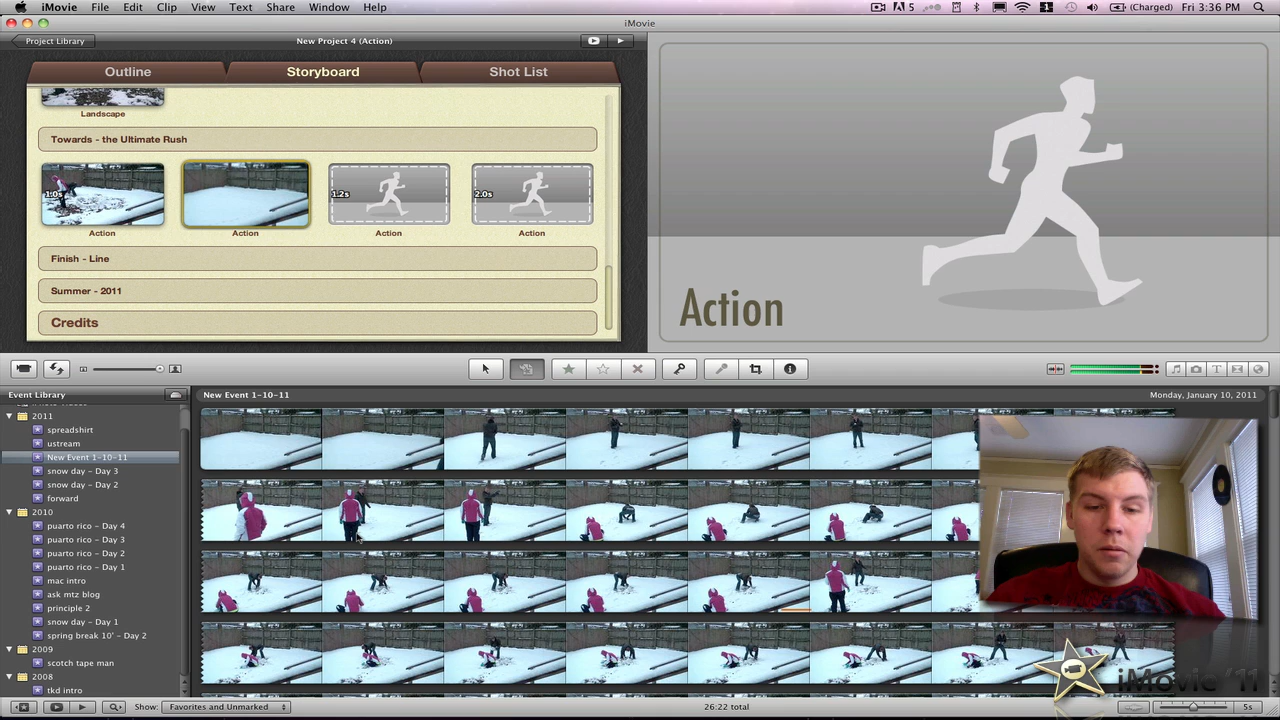 iMovie File Edit Clip View Text Share Window Help
5 1 (Charged) Fri 3:36 PM
iMovie
Project Library New Project 4 (Action)
Outline Storyboard Shot List
Landscape
Towards - the Ultimate Rush
1.0s 1.2s 2.0s
Action Action Action Action
Finish - Line
Summer - 2011
Credits
Action
Event Library
New Event 1-10-11 Monday, January 10, 2011
2011
spreadshirt
ustream
New Event 1-10-11
snow day - Day 3
snow day - Day 2
forward
2010
puarto rico - Day 4
puarto rico - Day 3
puarto rico - Day 2
puarto rico - Day 1
mac intro
ask mtz blog
principle 2
snow day - Day 1
spring break 10' - Day 2
2009
scotch tape man
2008
tkd intro
iMovie '11
Show: Favorites and Unmarked 26:22 total 5s